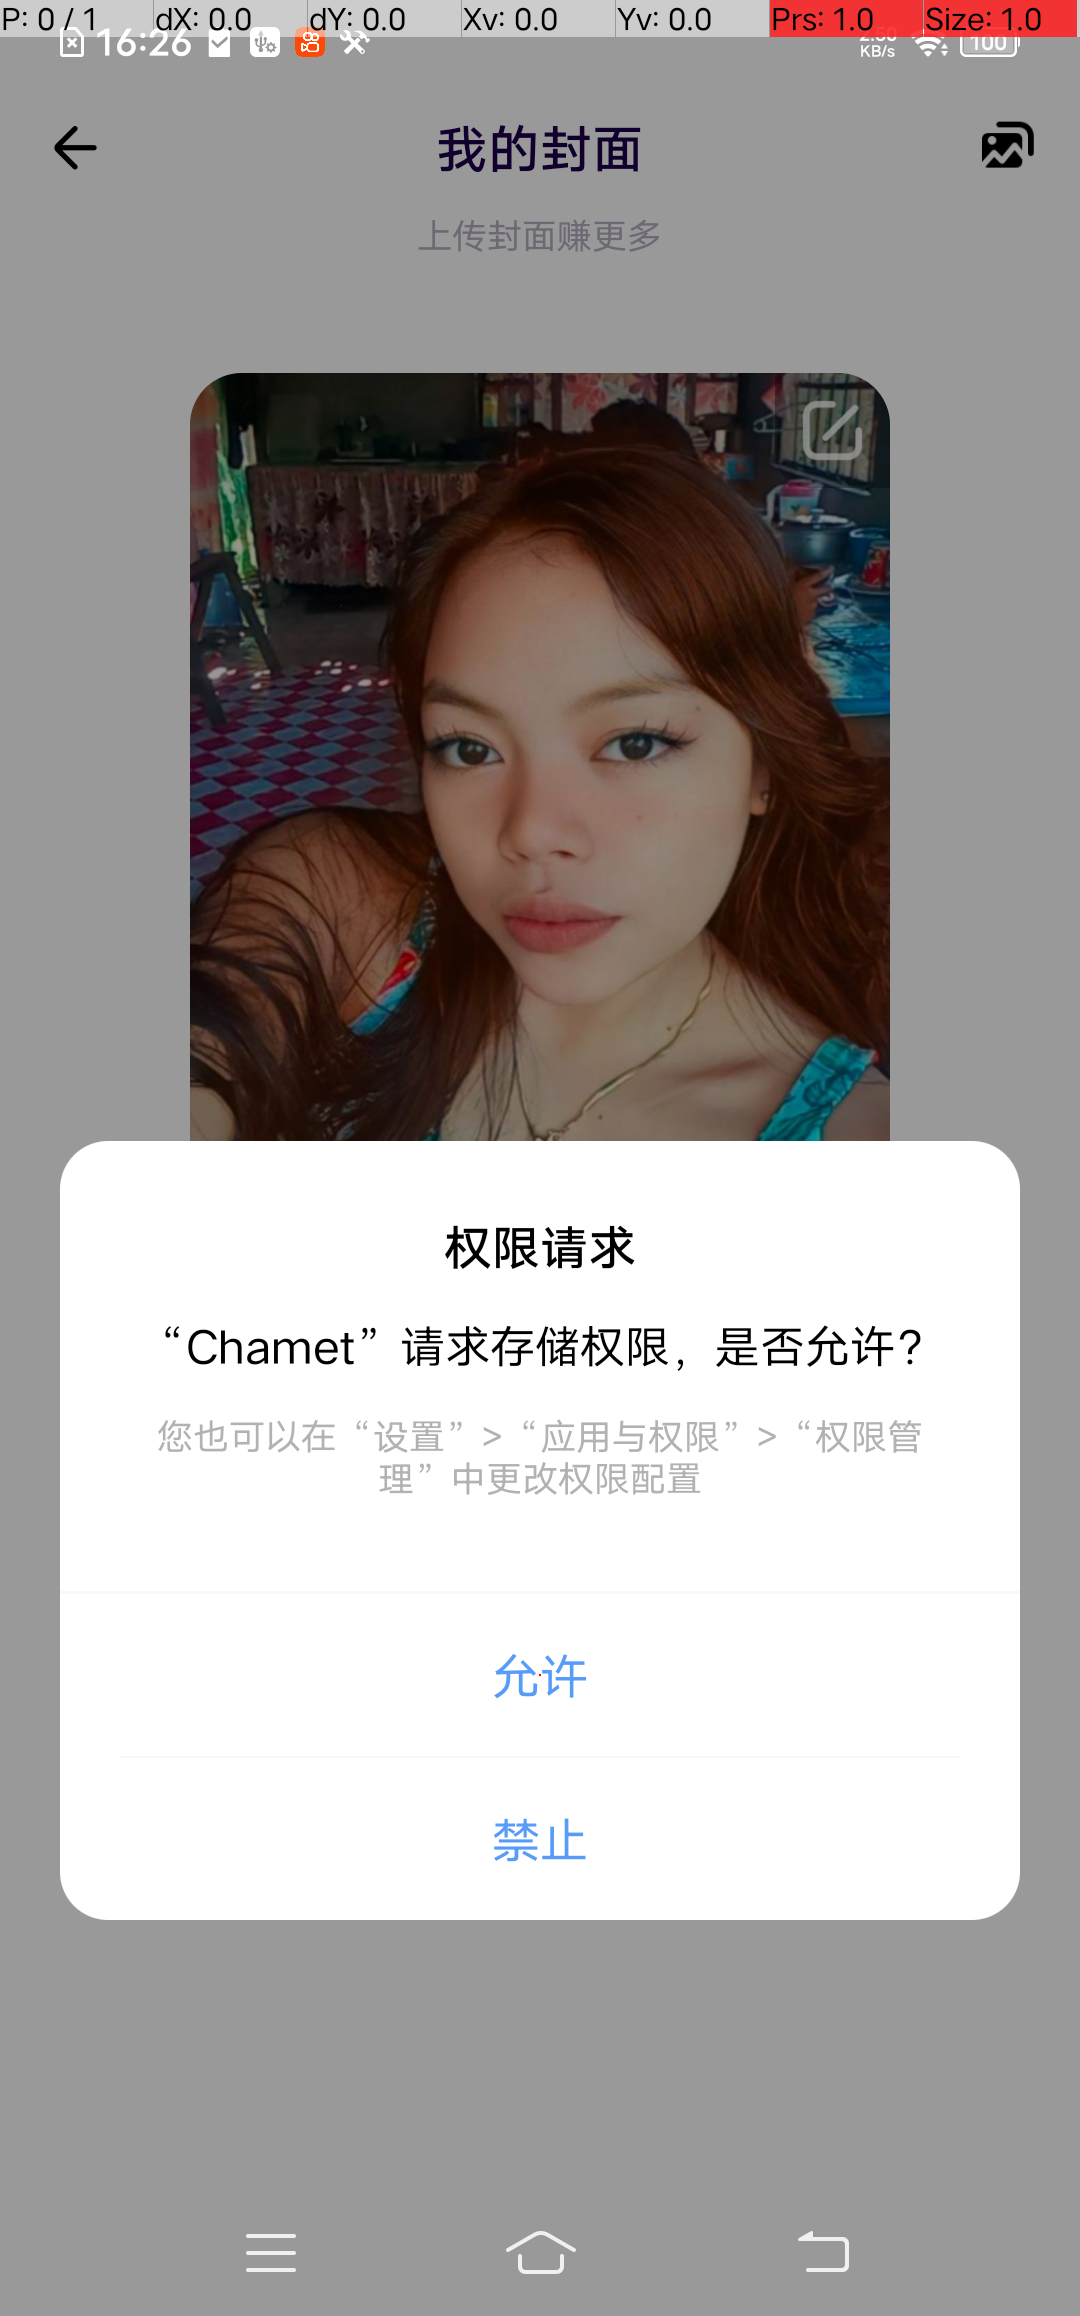 P: 0 / 1
dX: 0.0
dY: 0.0
Xv: 0.0
Yv: 0.0
Prs: 1.0
Size: 1.0
16:26
2.50
KB/s
100
我的封面
上传封面赚更多
权限请求
“Chamet”请求存储权限，是否允许？
您也可以在“设置”>“应用与权限”>“权限管
理”中更改权限配置
允许
禁止